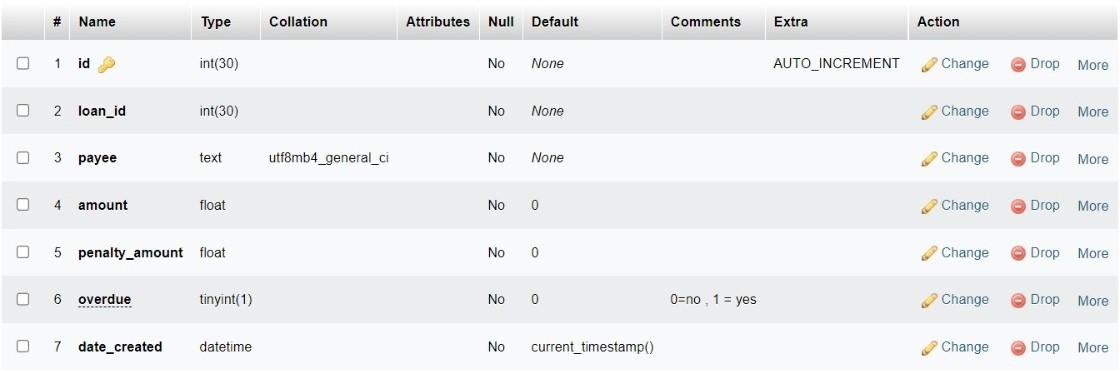 # Name Type Collation Attributes Null Default Comments Extra Action
1 id int(30) No None AUTO_INCREMENT Change Drop More
2 loan_id int(30) No None Change Drop More
3 payee text utf8mb4_general_ci No None Change Drop More
4 amount float No 0 Change Drop More
5 penalty_amount float No 0 Change Drop More
6 overdue tinyint(1) No 0 0=no , 1 = yes Change Drop More
7 date_created datetime No current_timestamp() Change Drop More